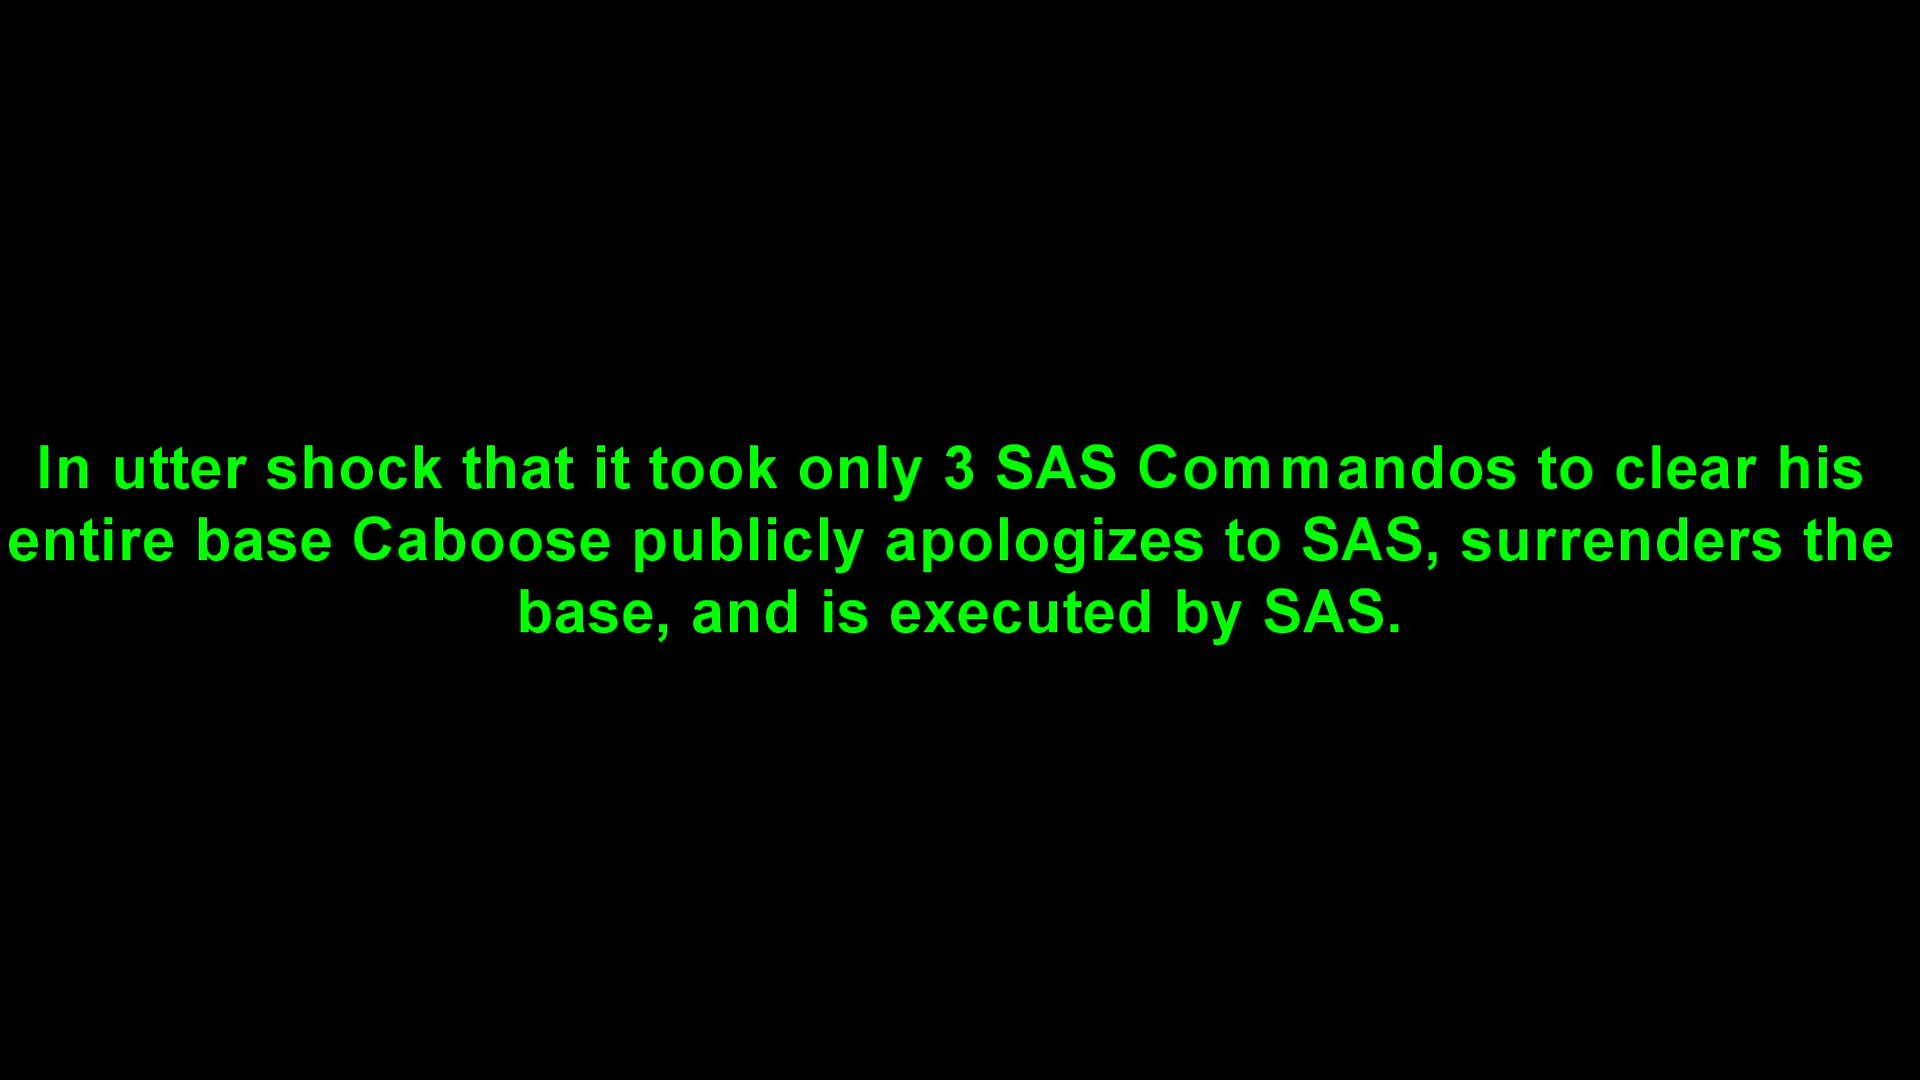 In utter shock that it took only 3 SAS Commandos to clear his
entire base Caboose publicly apologizes to SAS, surrenders the
base, and is executed by SAS.